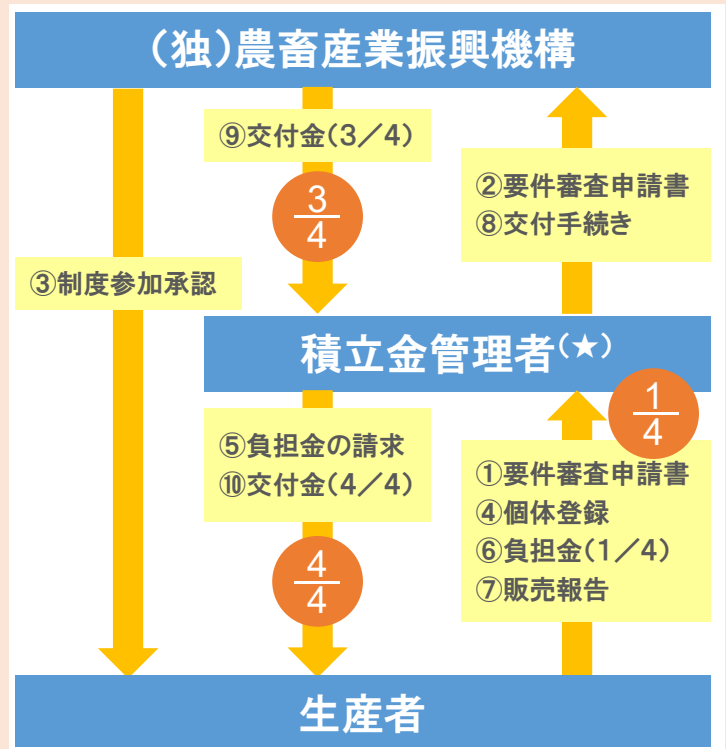 （独）農畜産業振興機構
⑨交付金（3／4）
3
4
②要件審査申請書
⑧交付手続き
③制度参加承認
積立金管理者（★）
1
4
⑤負担金の請求
⑩交付金（4／4）
4
4
①要件審査申請書
④個体登録
⑥負担金（1／4）
⑦販売報告
生産者